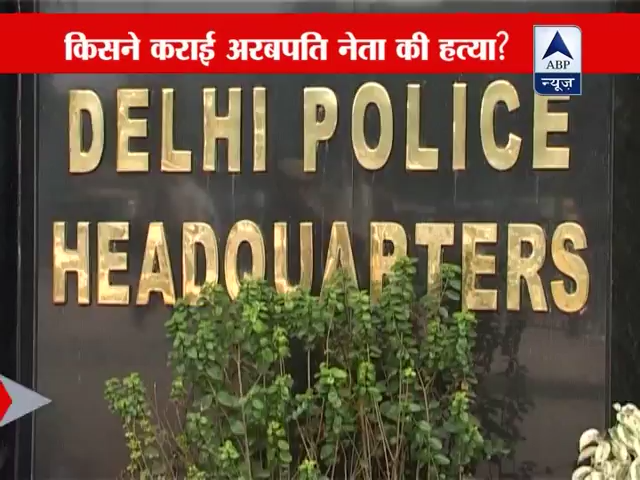 किसने कराई अरबपति नेता की हत्या?
ABP
न्यूज़
DELHI POLICE
HEADQUARTERS